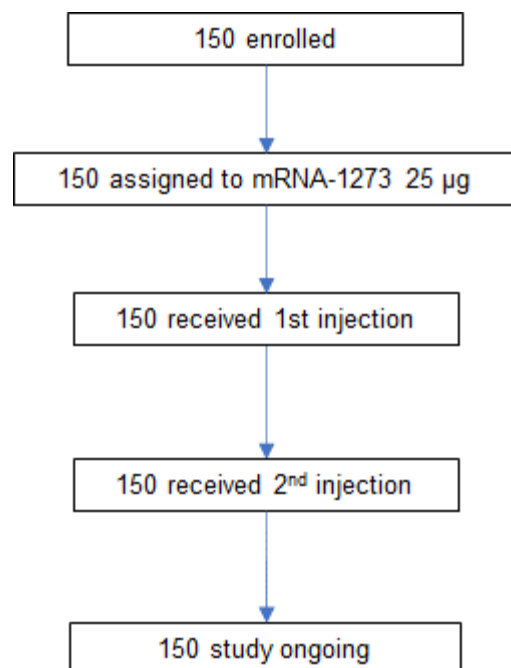 150 enrolled
150 assigned to mRNA-1273 25 µg
150 received 1st injection
150 received 2nd injection
150 study ongoing